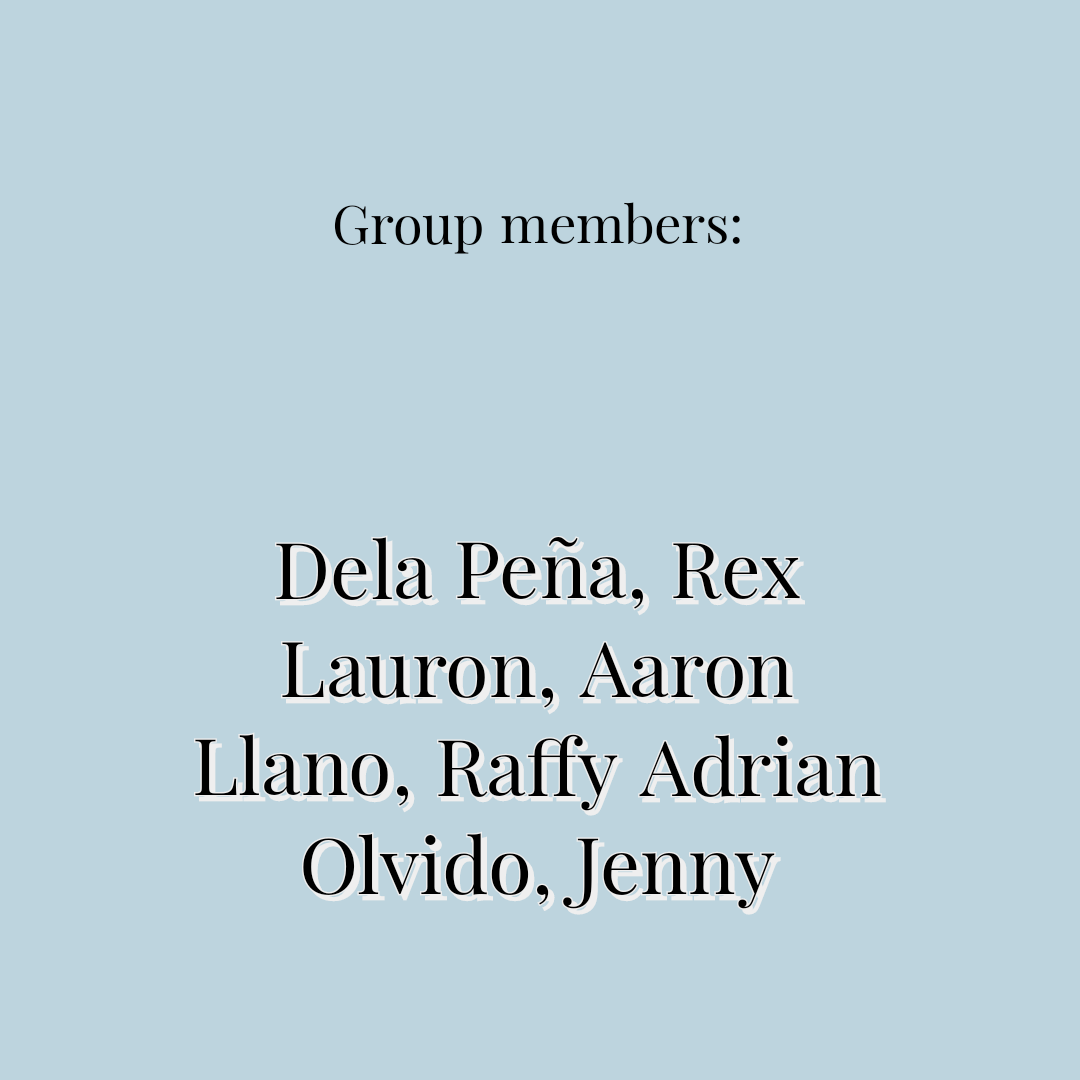 Group members:
Dela Peña, Rex
Lauron, Aaron
Llano, Raffy Adrian
Olvido, Jenny